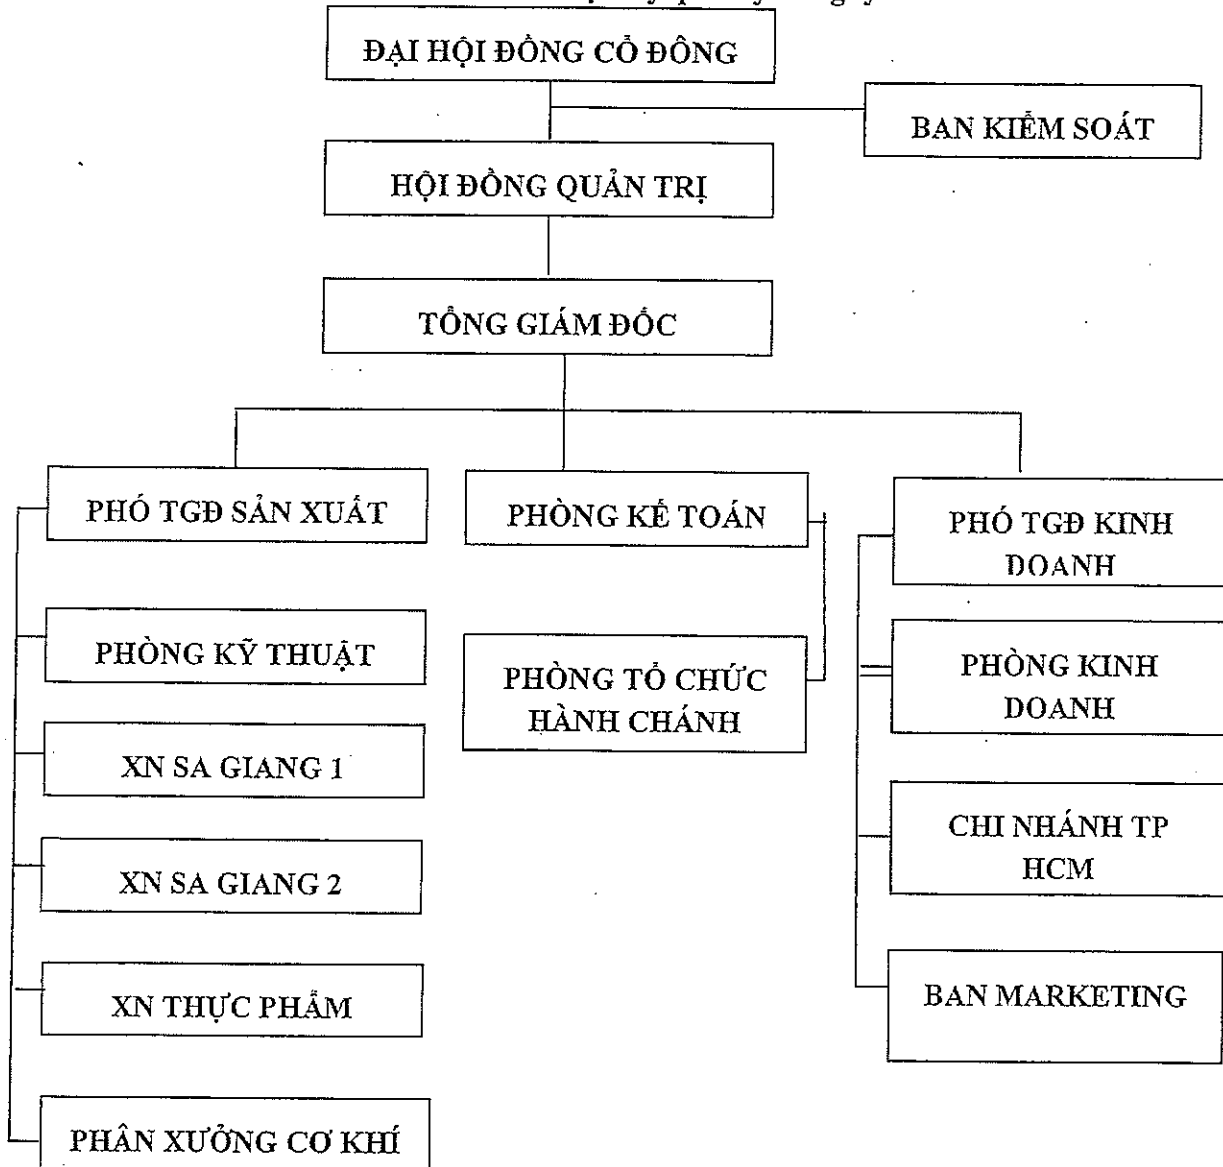 ĐẠI HỘI ĐỒNG CỔ ĐÔNG
BAN KIỂM SOÁT
HỘI ĐỒNG QUẢN TRỊ
TỔNG GIÁM ĐỐC
PHÓ TGĐ SẢN XUẤT
PHÒNG KẾ TOÁN
PHÓ TGĐ KINH
DOANH
PHÒNG KỸ THUẬT
PHÒNG TỔ CHỨC
HÀNH CHÁNH
PHÒNG KINH
DOANH
XN SA GIANG 1
XN SA GIANG 2
XN THỰC PHẨM
PHÂN XƯỞNG CƠ KHÍ
CHI NHÁNH TP
HCM
BAN MARKETING